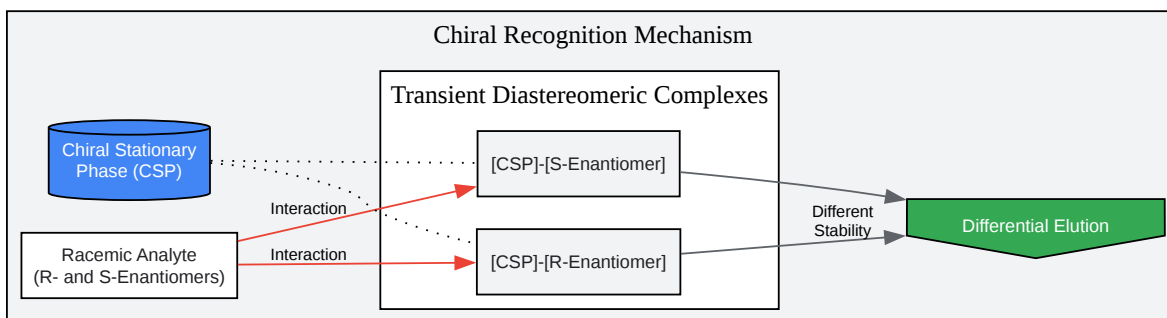 Chiral Recognition Mechanism
Transient Diastereomeric Complexes
Chiral Stationary
Phase (CSP)
[CSP]-[S-Enantiomer]
Interaction
Interaction
Racemic Analyte
(R- and S-Enantiomers)
[CSP]-[R-Enantiomer]
Different
Stability
Differential Elution